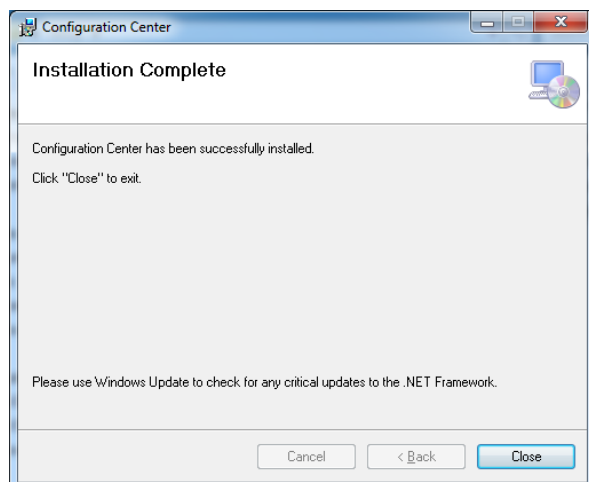 Configuration Center
Installation Complete
Configuration Center has been successfully installed.
Click "Close" to exit.
Please use Windows Update to check for any critical updates to the .NET Framework.
Cancel
< Back
Close